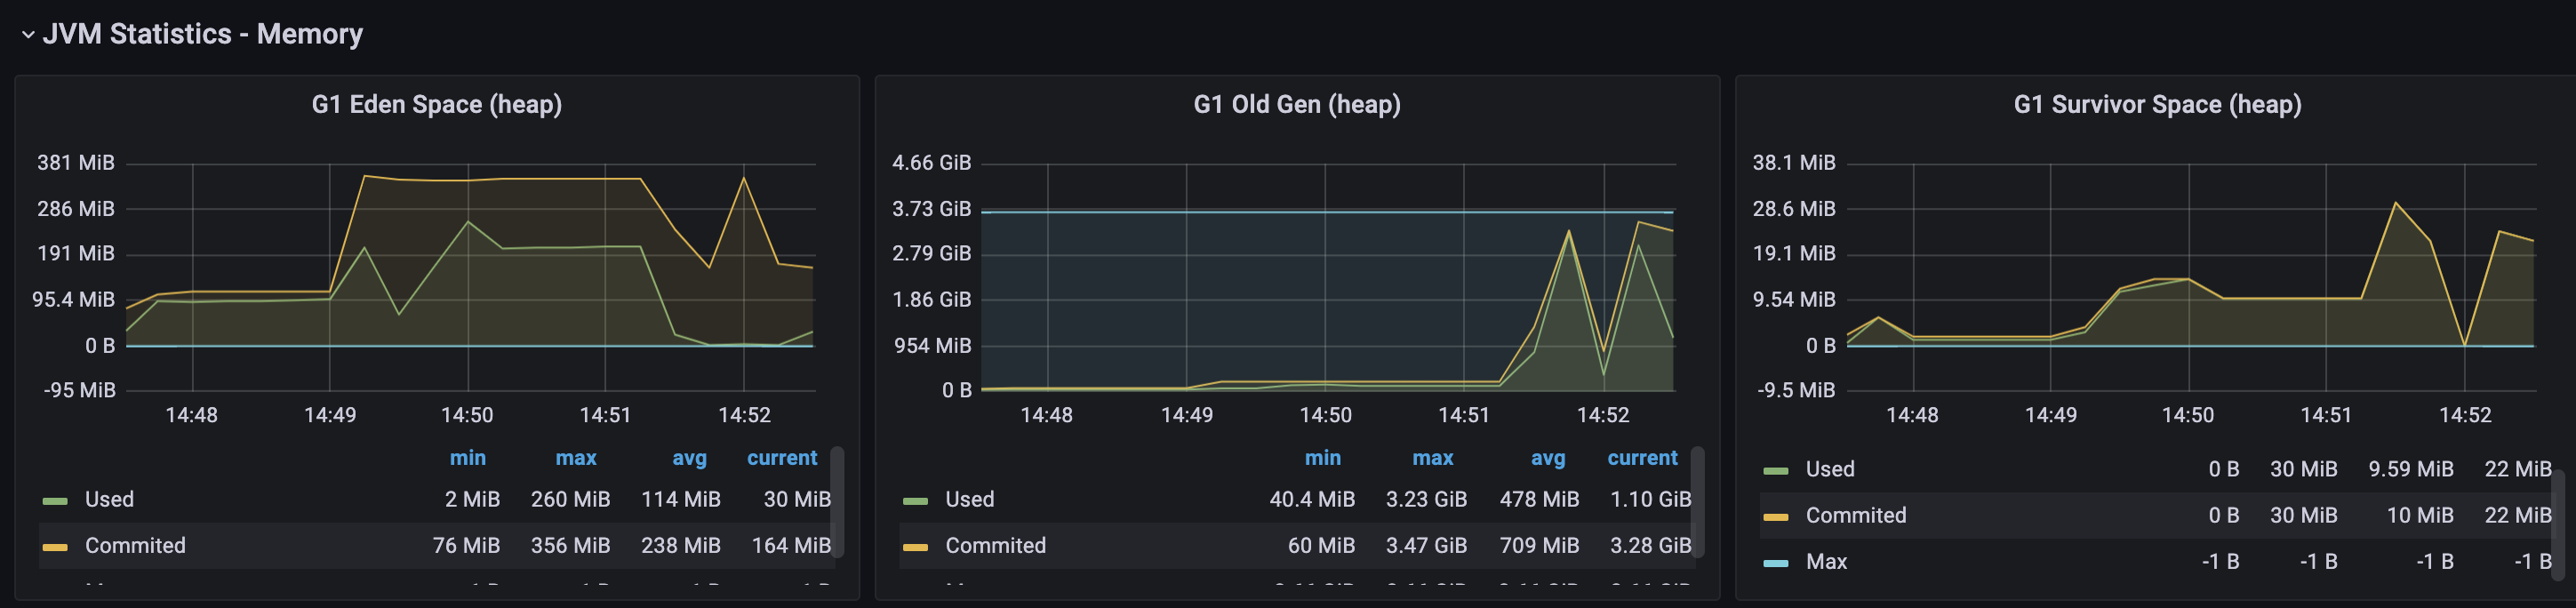 JVM Statistics - Memory
G1 Eden Space (heap)
381 MiB
286 MiB
191 MiB
95.4 MiB
0 B
-95 MiB
14:48 14:49 14:50 14:51 14:52
min max avg current
Used 2 MiB 260 MiB 114 MiB 30 MiB
Commited 76 MiB 356 MiB 238 MiB 164 MiB
G1 Old Gen (heap)
4.66 GiB
3.73 GiB
2.79 GiB
1.86 GiB
954 MiB
0 B
14:48 14:49 14:50 14:51 14:52
min max avg current
Used 40.4 MiB 3.23 GiB 478 MiB 1.10 GiB
Commited 60 MiB 3.47 GiB 709 MiB 3.28 GiB
G1 Survivor Space (heap)
38.1 MiB
28.6 MiB
19.1 MiB
9.54 MiB
0 B
-9.5 MiB
14:48 14:49 14:50 14:51 14:52
Used 0 B 30 MiB 9.59 MiB 22 MiB
Commited 0 B 30 MiB 10 MiB 22 MiB
Max -1 B -1 B -1 B -1 B